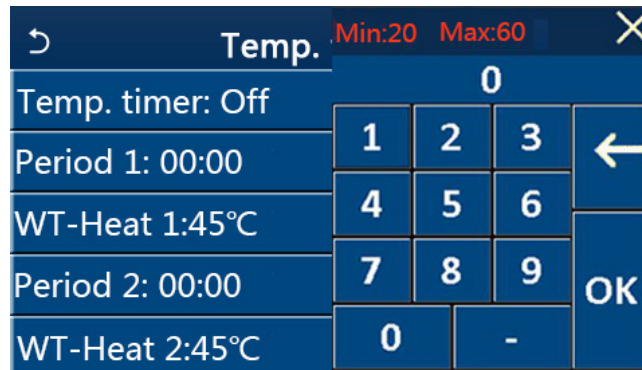 Temp.
Temp. timer: Off
Period 1: 00:00
WT-Heat 1:45℃
Period 2: 00:00
WT-Heat 2:45℃
Min:20 Max:60
0
1 2 3
4 5 6
7 8 9
OK
0 -